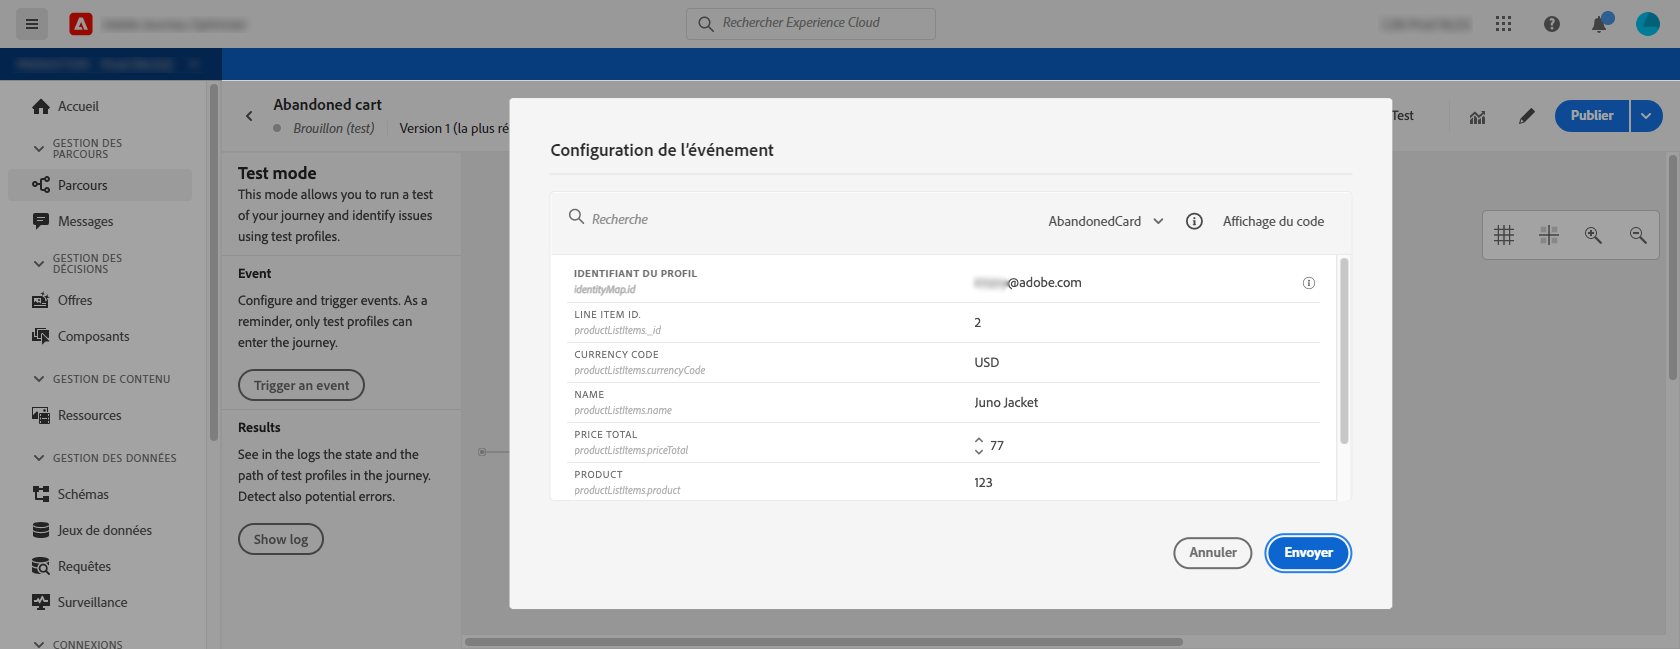 Rechercher Experience Cloud
Accueil
GESTION DES
PARCOURS
Parcours
Messages
GESTION DES
DÉCISIONS
Offres
Composants
GESTION DE CONTENU
Ressources
GESTION DES DONNÉES
Schémas
Jeux de données
Requêtes
Surveillance
CONNEXIONS
Abandoned cart
Brouillon (test)
Version 1 (la plus ré
Test
Publier
Test mode
This mode allows you to run a test
of your journey and identify issues
using test profiles.
Event
Configure and trigger events. As a
reminder, only test profiles can
enter the journey.
Trigger an event
Results
See in the logs the state and the
path of test profiles in the journey.
Detect also potential errors.
Show log
Configuration de l'événement
Recherche
AbandonedCard
Affichage du code
IDENTIFIANT DU PROFIL
identityMap.id
@adobe.com
LINE ITEM ID.
productListItems._id
2
CURRENCY CODE
productListItems.currencyCode
USD
NAME
productListItems.name
Juno Jacket
PRICE TOTAL
productListItems.priceTotal
77
PRODUCT
productListItems.product
123
Annuler
Envoyer